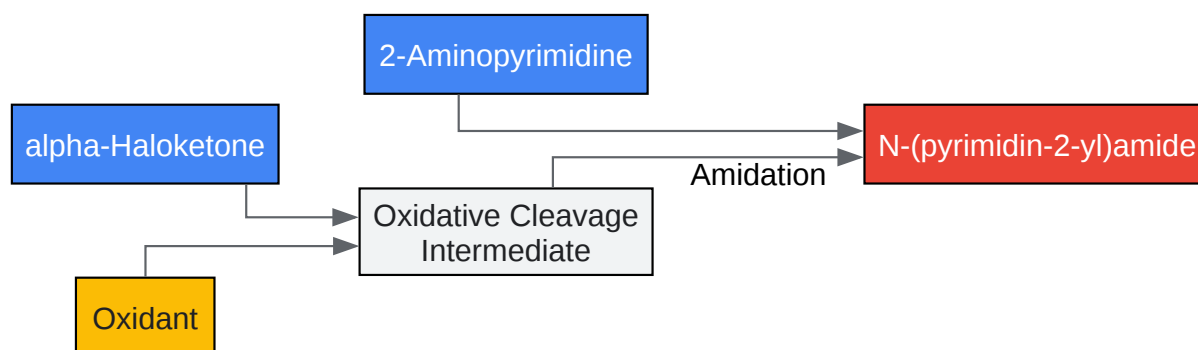 2-Aminopyrimidine
alpha-Haloketone
N-(pyrimidin-2-yl)amide
Amidation
Oxidative Cleavage
Intermediate
Oxidant